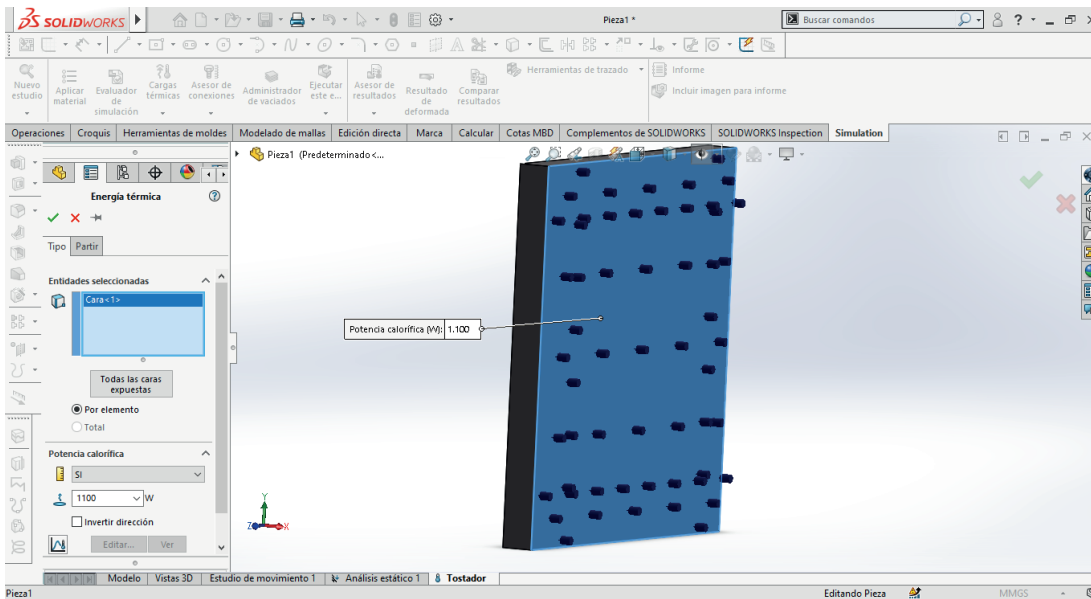 SOLIDWORKS
Pieza1 *
Buscar comandos
?
Nuevo estudio
Aplicar material
Evaluador de simulación
Cargas térmicas
Asesor de conexiones
Administrador de vaciados
Ejecutar este e...
Asesor de resultados
Resultado de deformada
Comparar resultados
Herramientas de trazado
Informe
Incluir imagen para informe
Operaciones
Croquis
Herramientas de moldes
Modelado de mallas
Edición directa
Marca
Calcular
Cotas MBD
Complementos de SOLIDWORKS
SOLIDWORKS Inspection
Simulation
Pieza1 (Predeterminado<...
Energía térmica
Tipo
Partir
Entidades seleccionadas
Cara<1>
Todas las caras
expuestas
Por elemento
Total
Potencia calorífica
SI
1100
W
Invertir dirección
Editar...
Ver
Potencia calorífica (W): 1.100
Y
Z
X
Modelo
Vistas 3D
Estudio de movimiento 1
Análisis estático 1
Tostador
Pieza1
Editando Pieza
MMGS